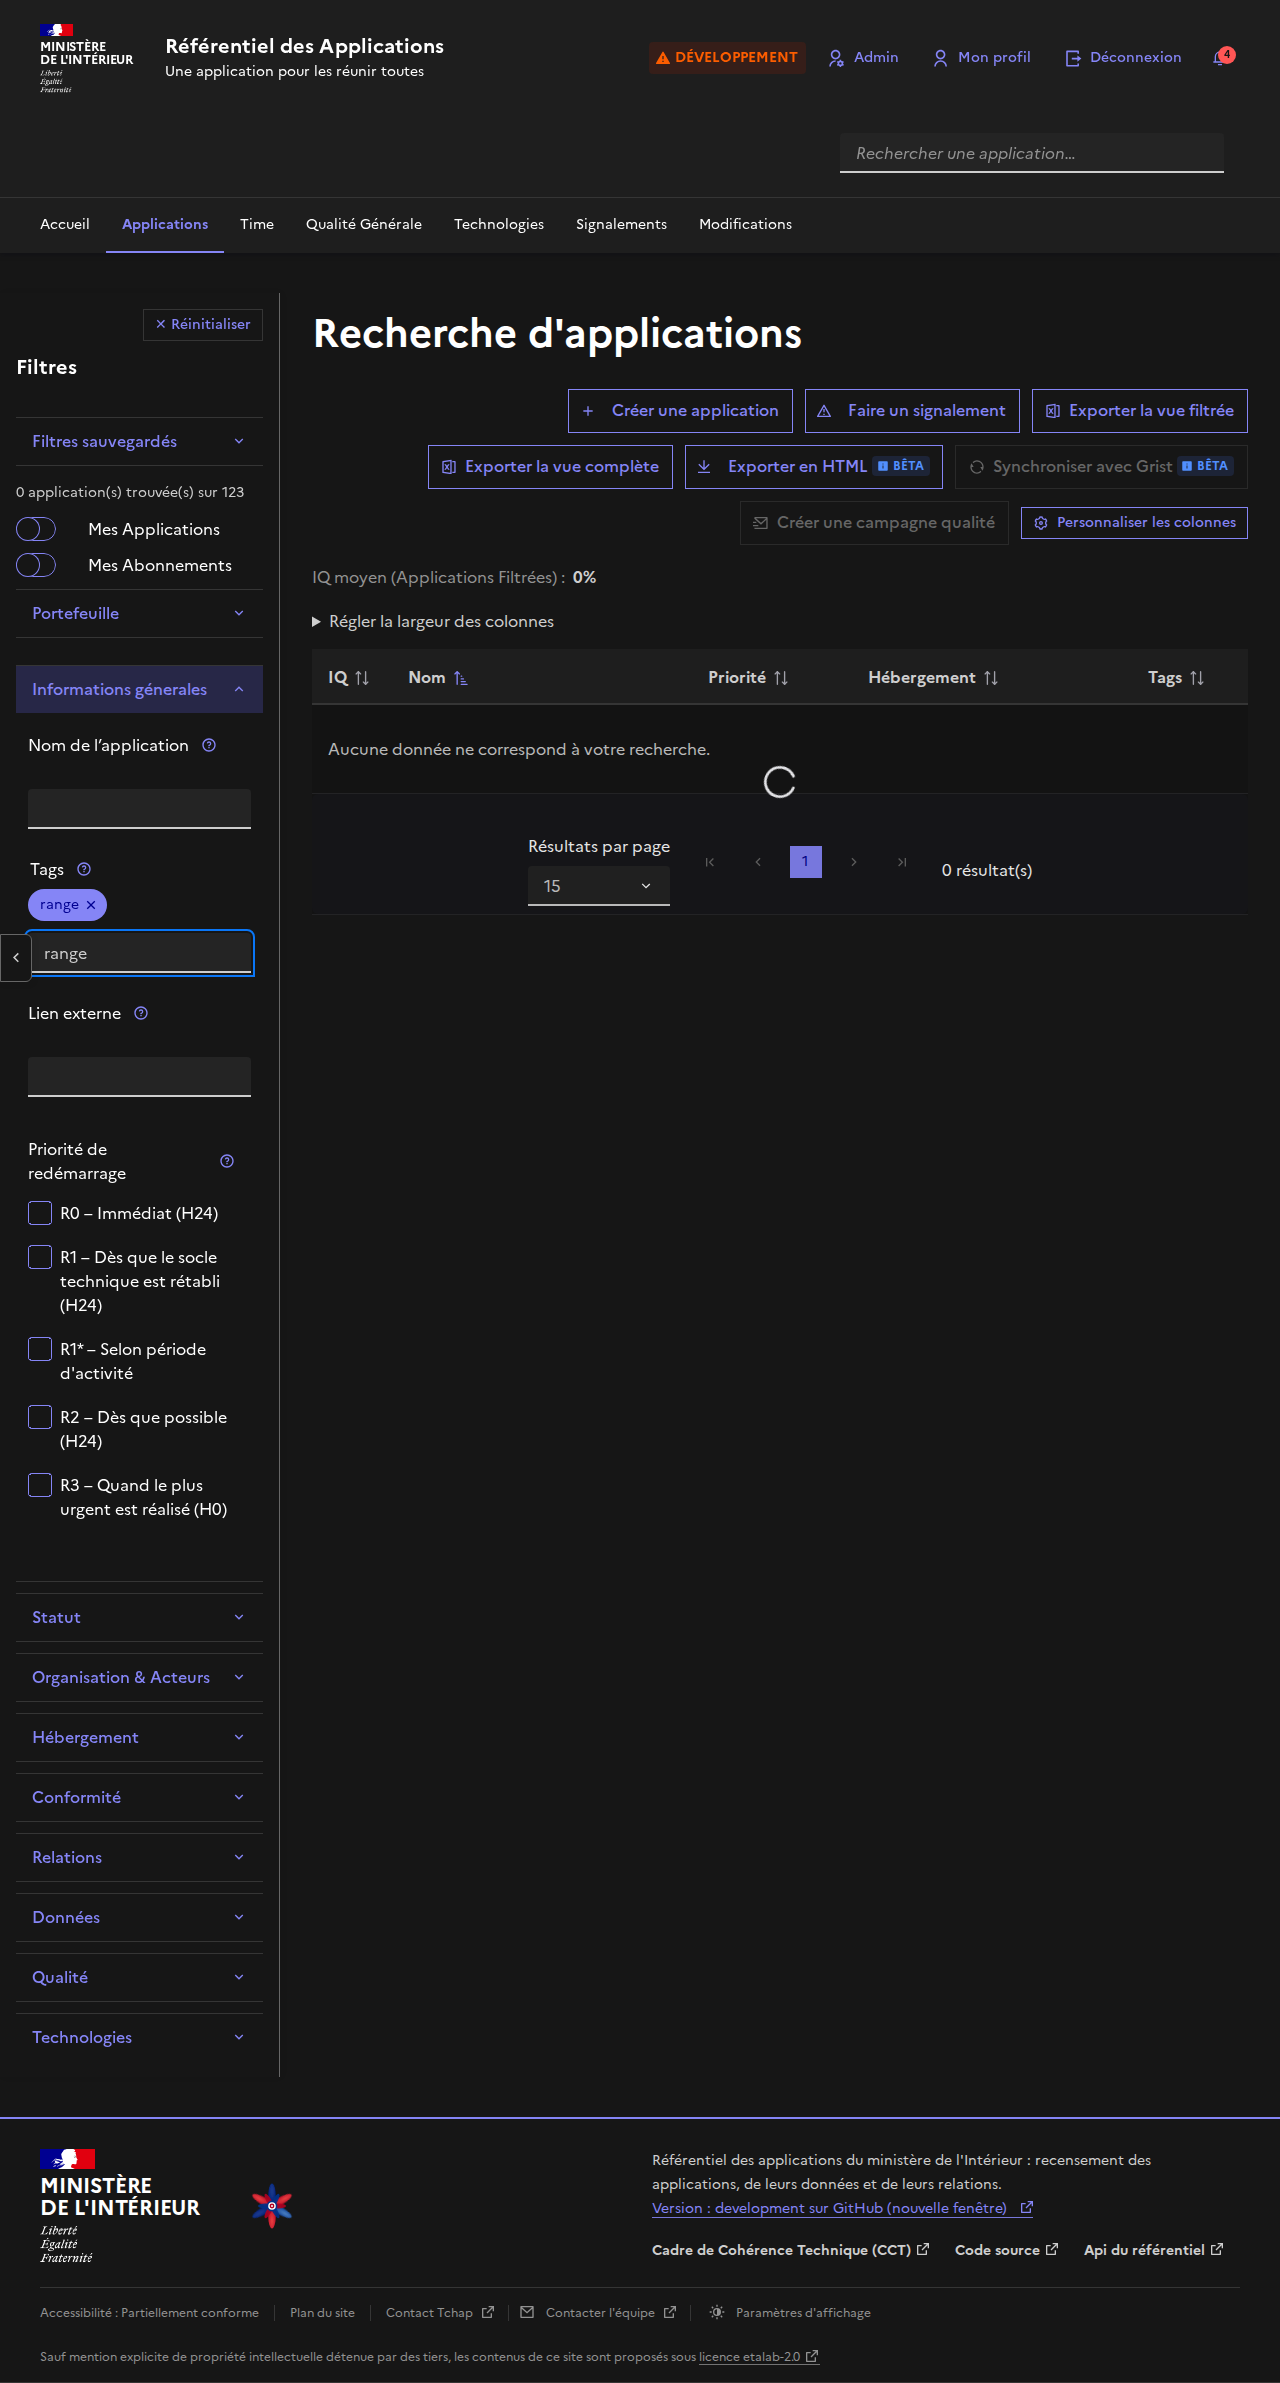 MINISTÈRE
DE L'INTÉRIEUR
Liberté
Égalité
Fraternité
Référentiel des Applications
Une application pour les réunir toutes
DÉVELOPPEMENT
Admin
Mon profil
Déconnexion
4
Rechercher une application…
Accueil
Applications
Time
Qualité Générale
Technologies
Signalements
Modifications
Réinitialiser
Filtres
Filtres sauvegardés
0 application(s) trouvée(s) sur 123
Mes Applications
Mes Abonnements
Portefeuille
Informations génerales
Nom de l’application
Tags
range
range
Lien externe
Priorité de
redémarrage
R0 – Immédiat (H24)
R1 – Dès que le socle
technique est rétabli
(H24)
R1* – Selon période
d'activité
R2 – Dès que possible
(H24)
R3 – Quand le plus
urgent est réalisé (H0)
Statut
Organisation & Acteurs
Hébergement
Conformité
Relations
Données
Qualité
Technologies
Recherche d'applications
Créer une application
Faire un signalement
Exporter la vue filtrée
Exporter la vue complète
Exporter en HTML BÊTA
Synchroniser avec Grist BÊTA
Créer une campagne qualité
Personnaliser les colonnes
IQ moyen (Applications Filtrées) : 0%
Régler la largeur des colonnes
IQ
Nom
Priorité
Hébergement
Tags
Aucune donnée ne correspond à votre recherche.
Résultats par page
15
1
0 résultat(s)
MINISTÈRE
DE L'INTÉRIEUR
Liberté
Égalité
Fraternité
Référentiel des applications du ministère de l'Intérieur : recensement des
applications, de leurs données et de leurs relations.
Version : development sur GitHub (nouvelle fenêtre)
Cadre de Cohérence Technique (CCT)
Code source
Api du référentiel
Accessibilité : Partiellement conforme
Plan du site
Contact Tchap
Contacter l'équipe
Paramètres d'affichage
Sauf mention explicite de propriété intellectuelle détenue par des tiers, les contenus de ce site sont proposés sous licence etalab-2.0